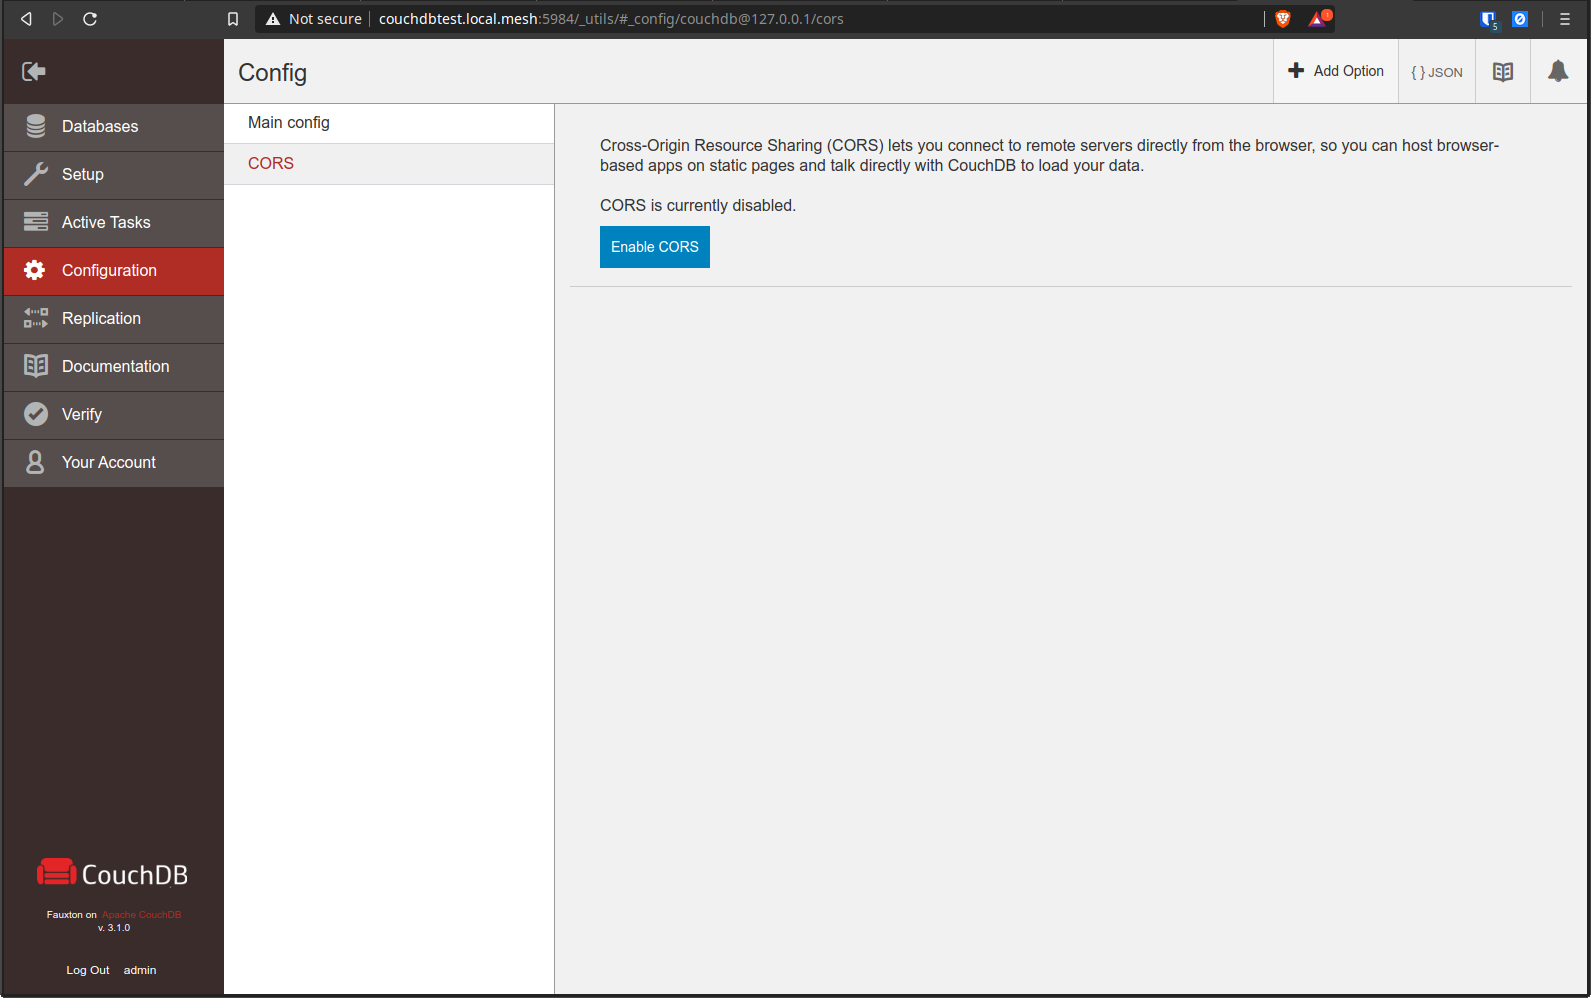 Not secure couchdbtest.local.mesh:5984/_utils/#_config/couchdb@127.0.0.1/cors
5
Config
Add Option
{ } JSON
Databases
Setup
Active Tasks
Configuration
Replication
Documentation
Verify
Your Account
Main config
CORS
Cross-Origin Resource Sharing (CORS) lets you connect to remote servers directly from the browser, so you can host browser-
based apps on static pages and talk directly with CouchDB to load your data.
CORS is currently disabled.
Enable CORS
CouchDB
Fauxton on Apache CouchDB
v. 3.1.0
Log Out admin